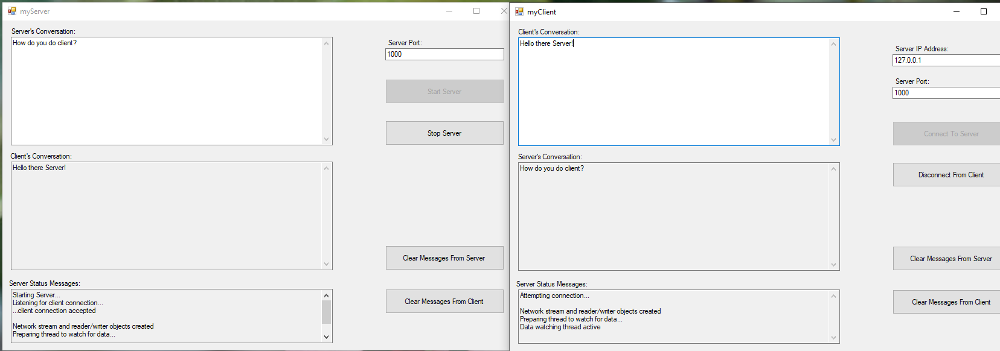 myServer
Server's Conversation:
How do you do client?
Server Port:
1000
Start Server
Stop Server
Client's Conversation:
Hello there Server!
Clear Messages From Server
Server Status Messages:
Starting Server...
Listening for client connection...
...client connection accepted
Network stream and reader/writer objects created
Preparing thread to watch for data...
Clear Messages From Client
myClient
Client's Conversation:
Hello there Server!
Server IP Address:
127.0.0.1
Server Port:
1000
Connect To Server
Server's Conversation:
How do you do client?
Disconnect From Client
Clear Messages From Server
Server Status Messages:
Attempting connection...
Network stream and reader/writer objects created
Preparing thread to watch for data...
Data watching thread active
Clear Messages From Client